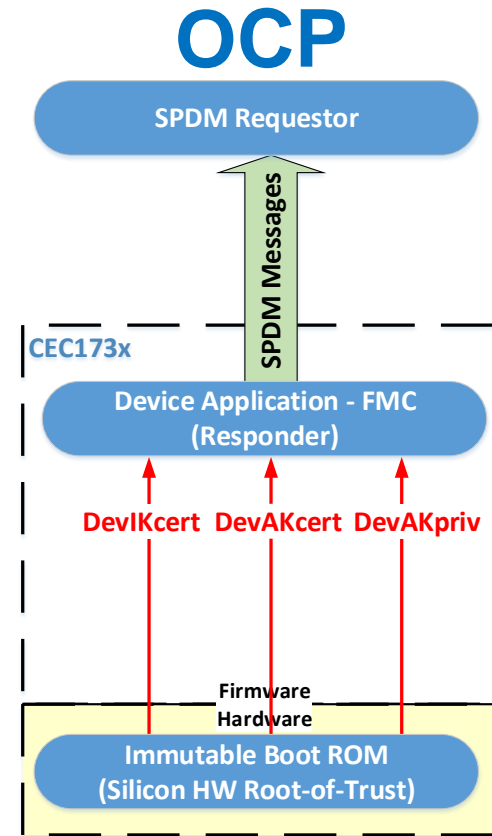 OCP
SPDM Requestor
SPDM Messages
CEC173x
Device Application - FMC
(Responder)
DevIKcert DevAKcert DevAKpriv
Firmware
Hardware
Immutable Boot ROM
(Silicon HW Root-of-Trust)